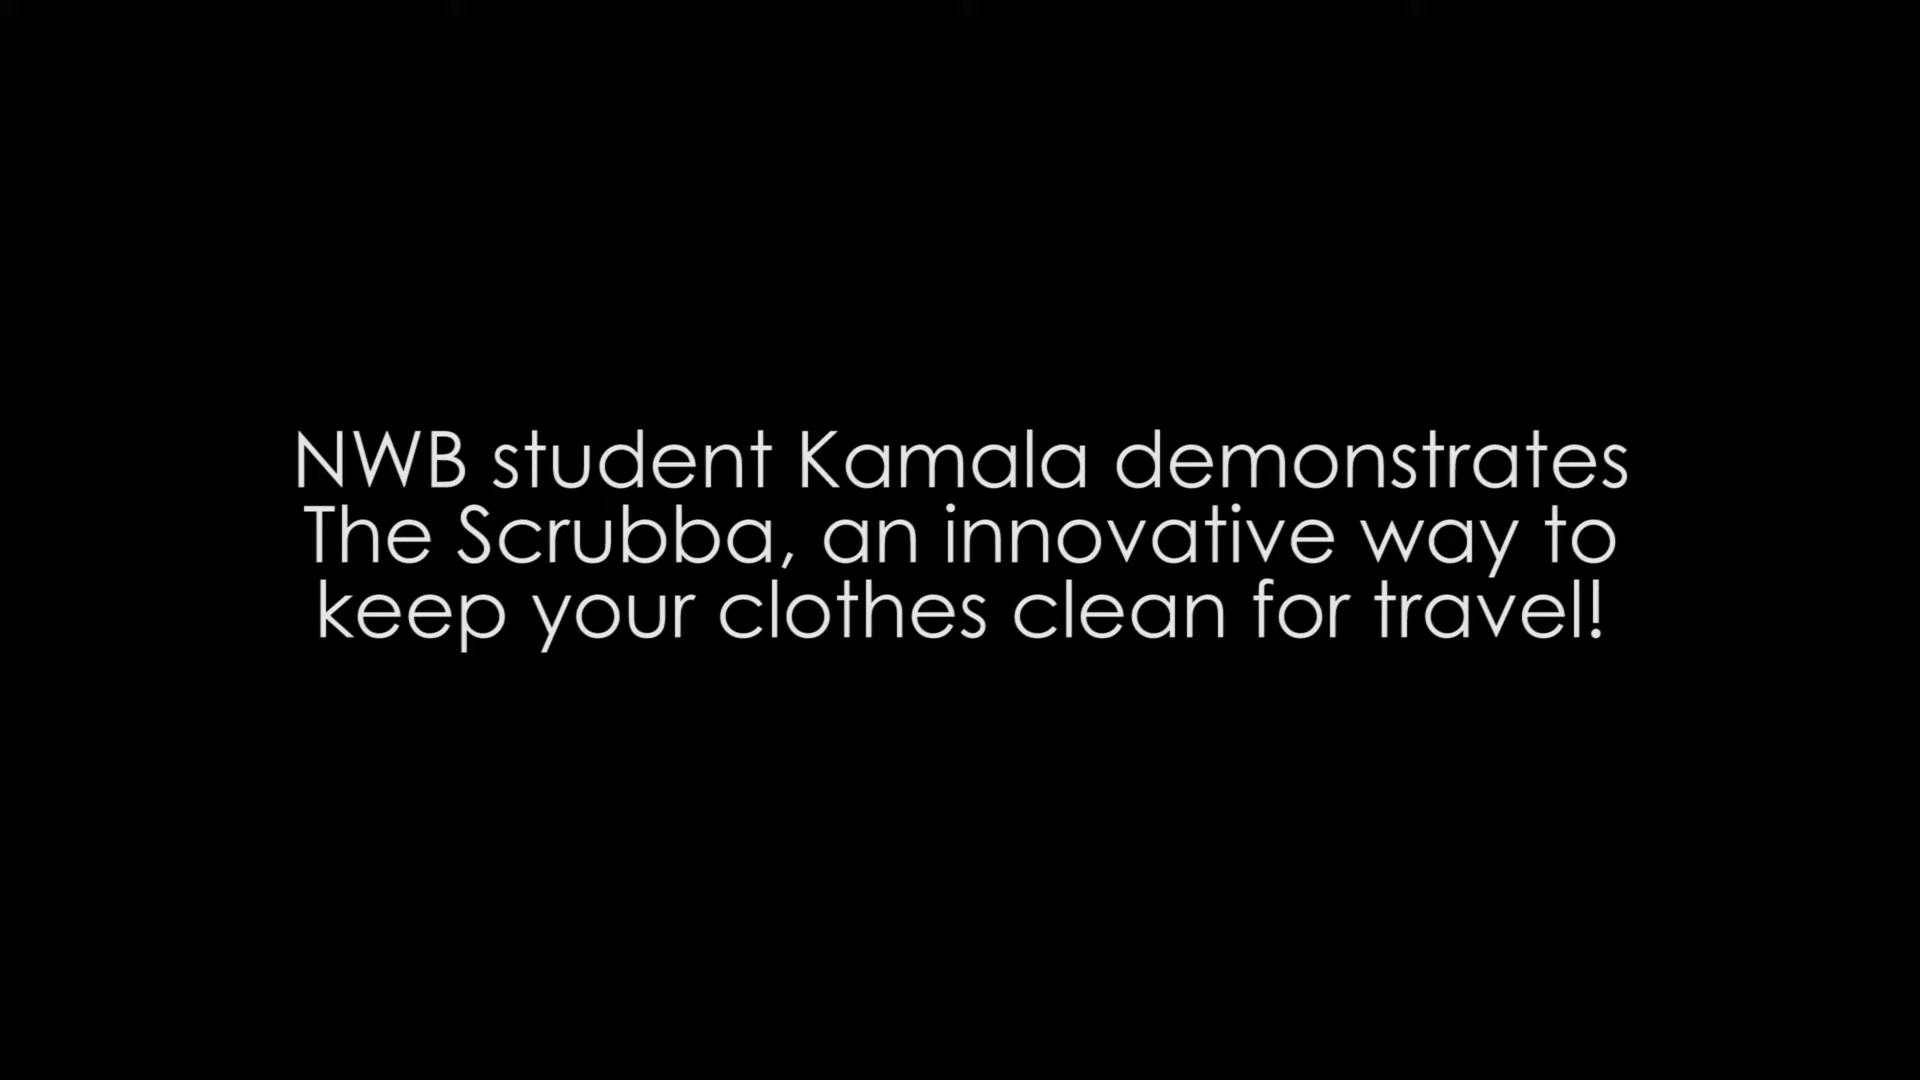 NWB student Kamala demonstrates
The Scrubba, an innovative way to
keep your clothes clean for travel!